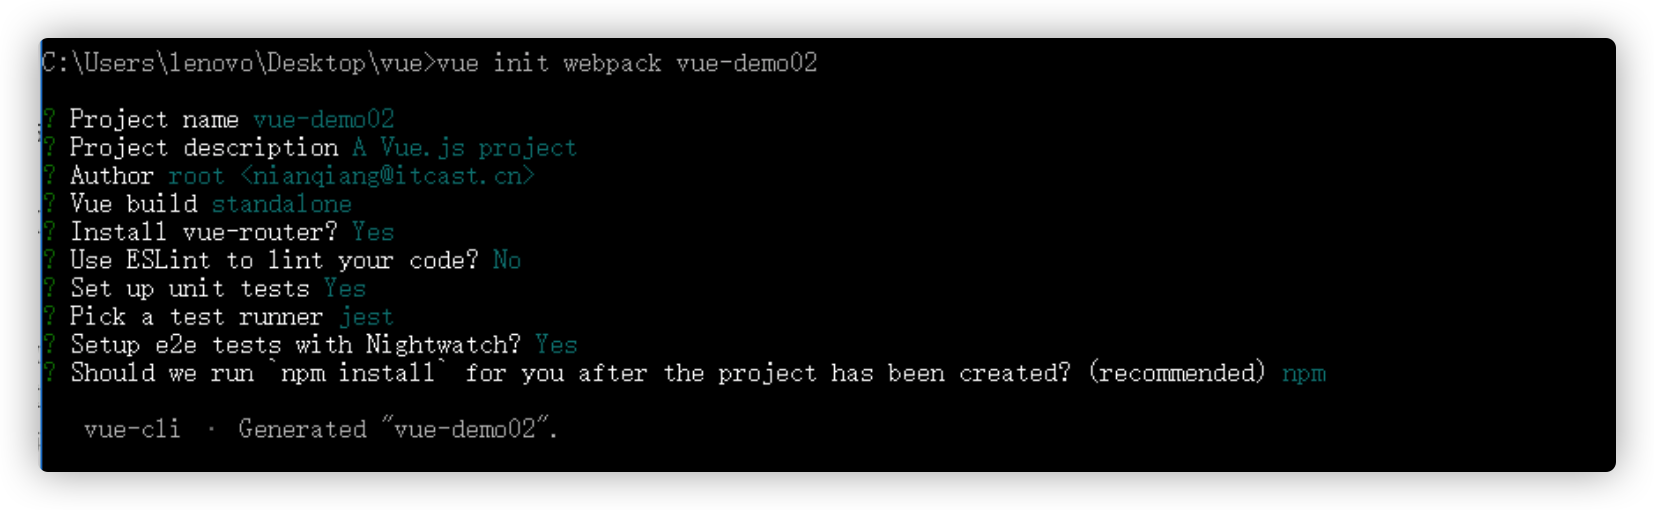 C:\Users\lenovo\Desktop\vue>vue init webpack vue-demo02
? Project name vue-demo02
? Project description A Vue.js project
? Author root <nianqiang@itcast.cn>
? Vue build standalone
? Install vue-router? Yes
? Use ESLint to lint your code? No
? Set up unit tests Yes
? Pick a test runner jest
? Setup e2e tests with Nightwatch? Yes
? Should we run `npm install` for you after the project has been created? (recommended) npm
vue-cli · Generated "vue-demo02".